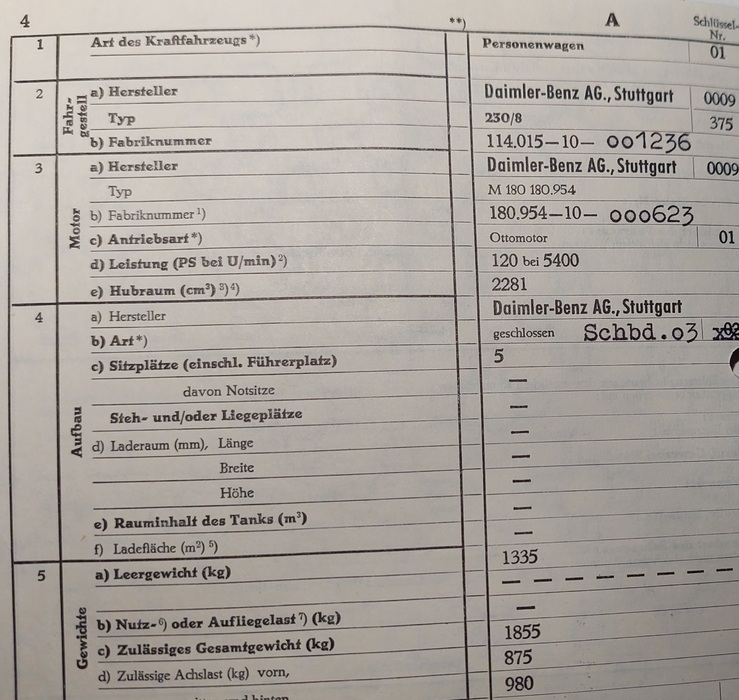 4 **) A Schlüssel-Nr.
1 Art des Kraftfahrzeugs *) Personenwagen 01
2 Fahr-gestell a) Hersteller Daimler-Benz AG., Stuttgart 0009
Typ 230/8 375
b) Fabriknummer 114.015—10— 001236
3 Motor a) Hersteller Daimler-Benz AG., Stuttgart 0009
Typ M 180 180.954
b) Fabriknummer ¹) 180.954—10— 000623
c) Antriebsart *) Ottomotor 01
d) Leistung (PS bei U/min) ²) 120 bei 5400
e) Hubraum (cm³) ³) ⁴) 2281
4 Aufbau a) Hersteller Daimler-Benz AG., Stuttgart
b) Art *) geschlossen Schbd.03
c) Sitzplätze (einschl. Führerplatz) 5
davon Notsitze —
Steh- und/oder Liegeplätze —
d) Laderaum (mm), Länge —
Breite —
Höhe —
e) Rauminhalt des Tanks (m³) —
f) Ladefläche (m²) ⁵) —
5 Gewichte a) Leergewicht (kg) 1335
— — — — — — — — —
b) Nutz- ⁶) oder Aufliegelast ⁷) (kg) —
c) Zulässiges Gesamtgewicht (kg) 1855
d) Zulässige Achslast (kg) vorn, 875
hinten 980